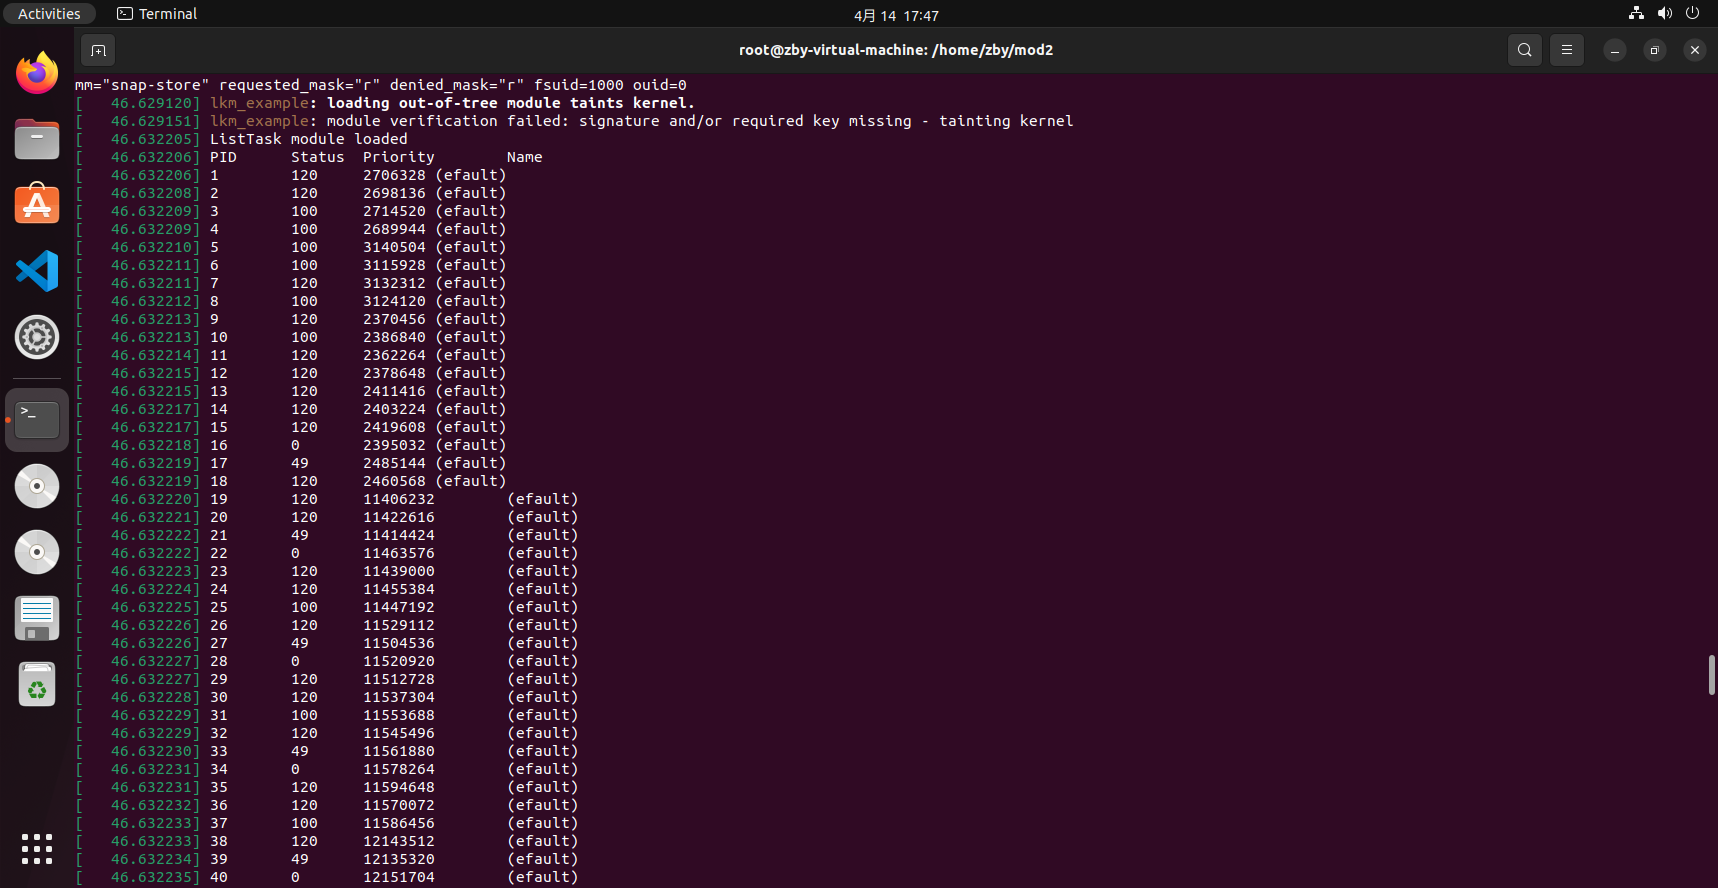 Activities Terminal 4月 14 17:47
root@zby-virtual-machine: /home/zby/mod2
mm="snap-store" requested_mask="r" denied_mask="r" fsuid=1000 ouid=0
[   46.629120] lkm_example: loading out-of-tree module taints kernel.
[   46.629151] lkm_example: module verification failed: signature and/or required key missing - tainting kernel
[   46.632205] ListTask module loaded
[   46.632206] PID      Status  Priority        Name
[   46.632206] 1        120     2706328 (efault)
[   46.632208] 2        120     2698136 (efault)
[   46.632209] 3        100     2714520 (efault)
[   46.632209] 4        100     2689944 (efault)
[   46.632210] 5        100     3140504 (efault)
[   46.632211] 6        100     3115928 (efault)
[   46.632211] 7        120     3132312 (efault)
[   46.632212] 8        100     3124120 (efault)
[   46.632213] 9        120     2370456 (efault)
[   46.632213] 10       100     2386840 (efault)
[   46.632214] 11       120     2362264 (efault)
[   46.632215] 12       120     2378648 (efault)
[   46.632215] 13       120     2411416 (efault)
[   46.632217] 14       120     2403224 (efault)
[   46.632217] 15       120     2419608 (efault)
[   46.632218] 16       0       2395032 (efault)
[   46.632219] 17       49      2485144 (efault)
[   46.632219] 18       120     2460568 (efault)
[   46.632220] 19       120     11406232        (efault)
[   46.632221] 20       120     11422616        (efault)
[   46.632222] 21       49      11414424        (efault)
[   46.632222] 22       0       11463576        (efault)
[   46.632223] 23       120     11439000        (efault)
[   46.632224] 24       120     11455384        (efault)
[   46.632225] 25       100     11447192        (efault)
[   46.632226] 26       120     11529112        (efault)
[   46.632226] 27       49      11504536        (efault)
[   46.632227] 28       0       11520920        (efault)
[   46.632227] 29       120     11512728        (efault)
[   46.632228] 30       120     11537304        (efault)
[   46.632229] 31       100     11553688        (efault)
[   46.632229] 32       120     11545496        (efault)
[   46.632230] 33       49      11561880        (efault)
[   46.632231] 34       0       11578264        (efault)
[   46.632231] 35       120     11594648        (efault)
[   46.632232] 36       120     11570072        (efault)
[   46.632233] 37       100     11586456        (efault)
[   46.632233] 38       120     12143512        (efault)
[   46.632234] 39       49      12135320        (efault)
[   46.632235] 40       0       12151704        (efault)